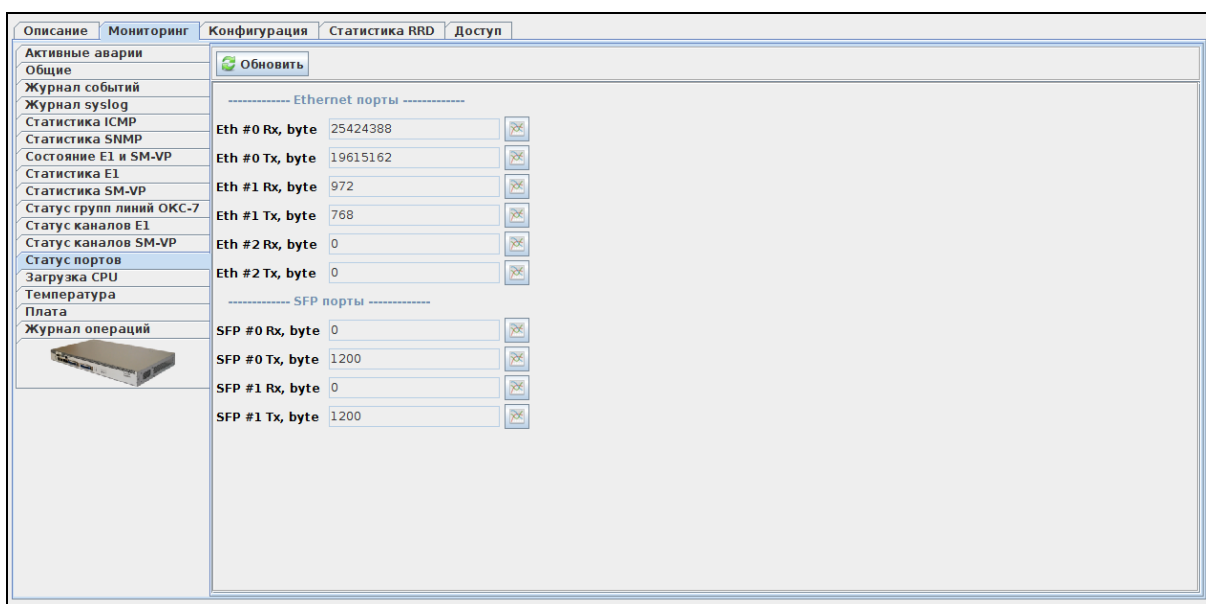 Описание Мониторинг Конфигурация Статистика RRD Доступ
Активные аварии
Общие
Журнал событий
Журнал syslog
Статистика ICMP
Статистика SNMP
Состояние E1 и SM-VP
Статистика E1
Статистика SM-VP
Статус групп линий ОКС-7
Статус каналов E1
Статус каналов SM-VP
Статус портов
Загрузка CPU
Температура
Плата
Журнал операций
Обновить
------------- Ethernet порты -------------
Eth #0 Rx, byte 25424388
Eth #0 Tx, byte 19615162
Eth #1 Rx, byte 972
Eth #1 Tx, byte 768
Eth #2 Rx, byte 0
Eth #2 Tx, byte 0
------------- SFP порты -------------
SFP #0 Rx, byte 0
SFP #0 Tx, byte 1200
SFP #1 Rx, byte 0
SFP #1 Tx, byte 1200